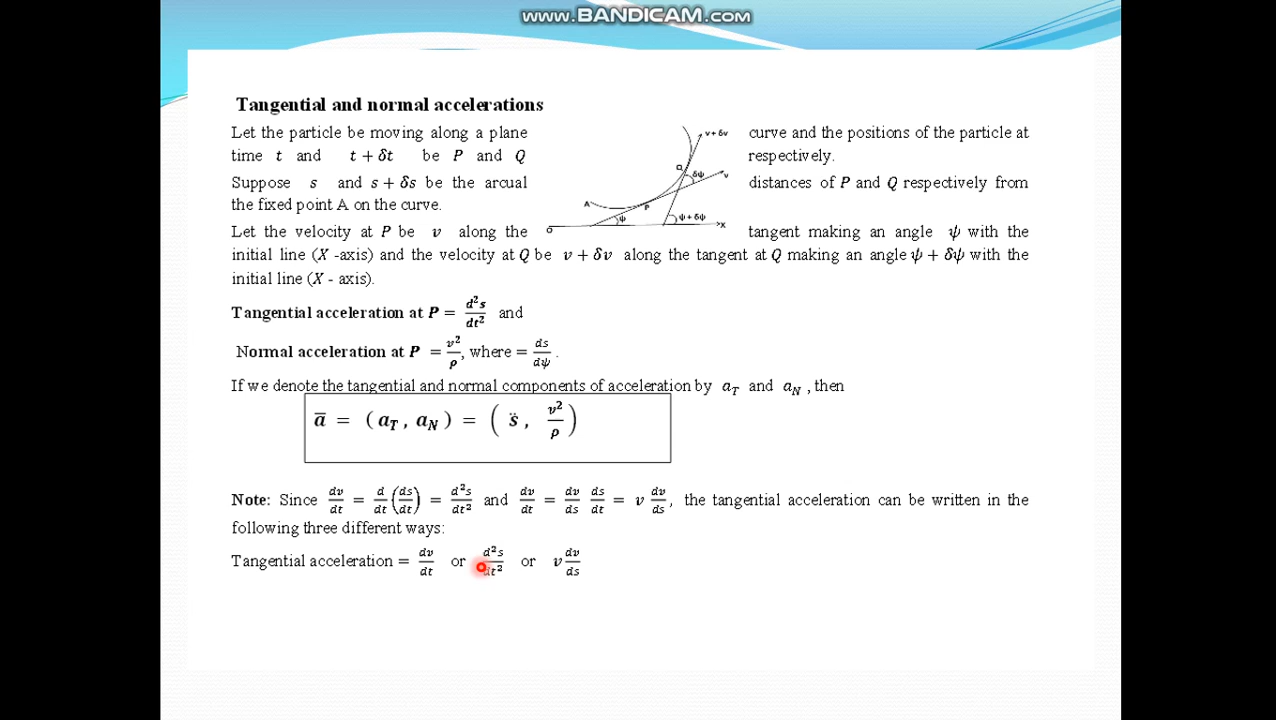 www.BANDICAM.com
Tangential and normal accelerations
Let the particle be moving along a plane curve and the positions of the particle at
time t and t + δt be P and Q respectively.
Suppose s and s + δs be the arcual distances of P and Q respectively from
the fixed point A on the curve.
Let the velocity at P be v along the tangent making an angle ψ with the
initial line (X -axis) and the velocity at Q be v + δv along the tangent at Q making an angle ψ + δψ with the
initial line (X - axis).
v + δv
Q
δψ
v
A
P
ψ
ψ + δψ
O
X
Tangential acceleration at P = d²s/dt² and
Normal acceleration at P = v²/ρ, where = ds/dψ .
If we denote the tangential and normal components of acceleration by a_T and a_N , then
a̅ = ( a_T , a_N ) = ( s̈ , v²/ρ )
Note: Since dv/dt = d/dt (ds/dt) = d²s/dt² and dv/dt = dv/ds ds/dt = v dv/ds, the tangential acceleration can be written in the
following three different ways:
Tangential acceleration = dv/dt or d²s/dt² or v dv/ds